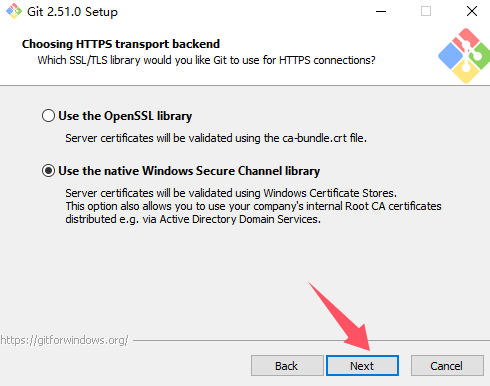 Git 2.51.0 Setup
Choosing HTTPS transport backend
Which SSL/TLS library would you like Git to use for HTTPS connections?
Use the OpenSSL library
Server certificates will be validated using the ca-bundle.crt file.
Use the native Windows Secure Channel library
Server certificates will be validated using Windows Certificate Stores.
This option also allows you to use your company's internal Root CA certificates
distributed e.g. via Active Directory Domain Services.
https://gitforwindows.org/
Back
Next
Cancel